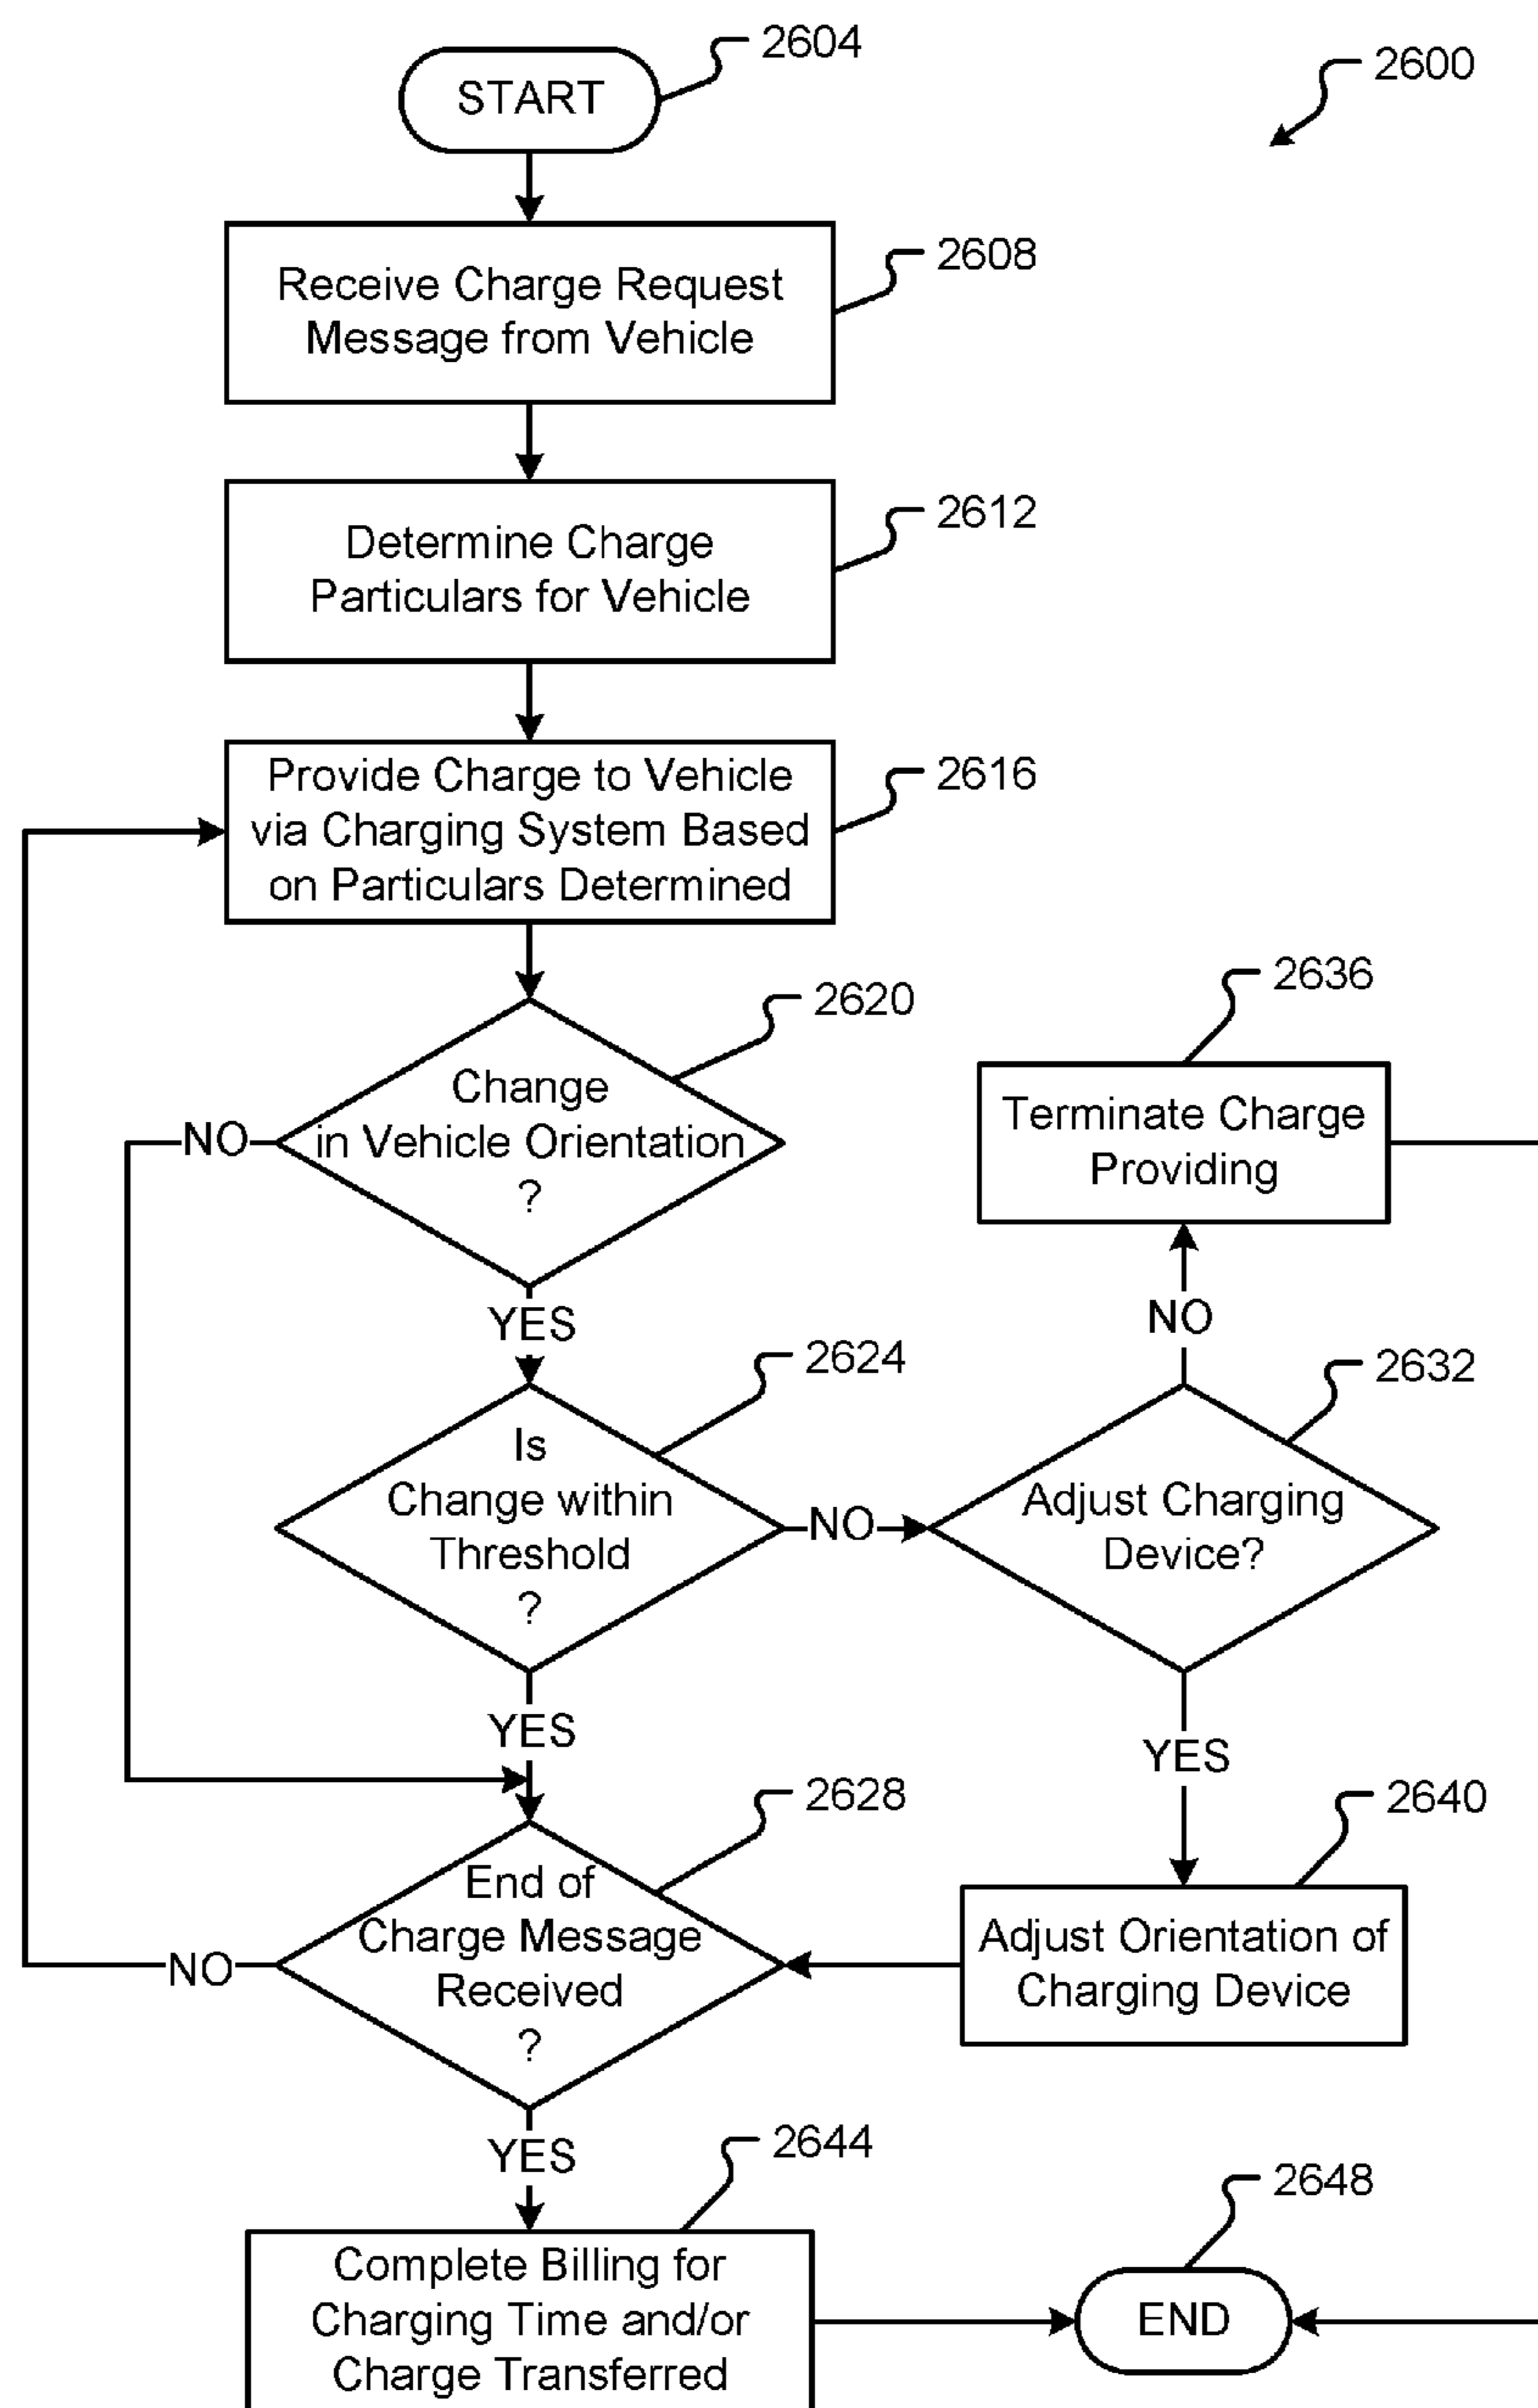 START
2604
2600
Receive Charge Request
Message from Vehicle
2608
Determine Charge
Particulars for Vehicle
2612
Provide Charge to Vehicle
via Charging System Based
on Particulars Determined
2616
Change
in Vehicle Orientation
?
2620
NO
YES
Terminate Charge
Providing
2636
NO
Is
Change within
Threshold
?
2624
NO
YES
Adjust Charging
Device?
2632
YES
End of
Charge Message
Received
?
2628
NO
YES
Adjust Orientation of
Charging Device
2640
Complete Billing for
Charging Time and/or
Charge Transferred
2644
END
2648